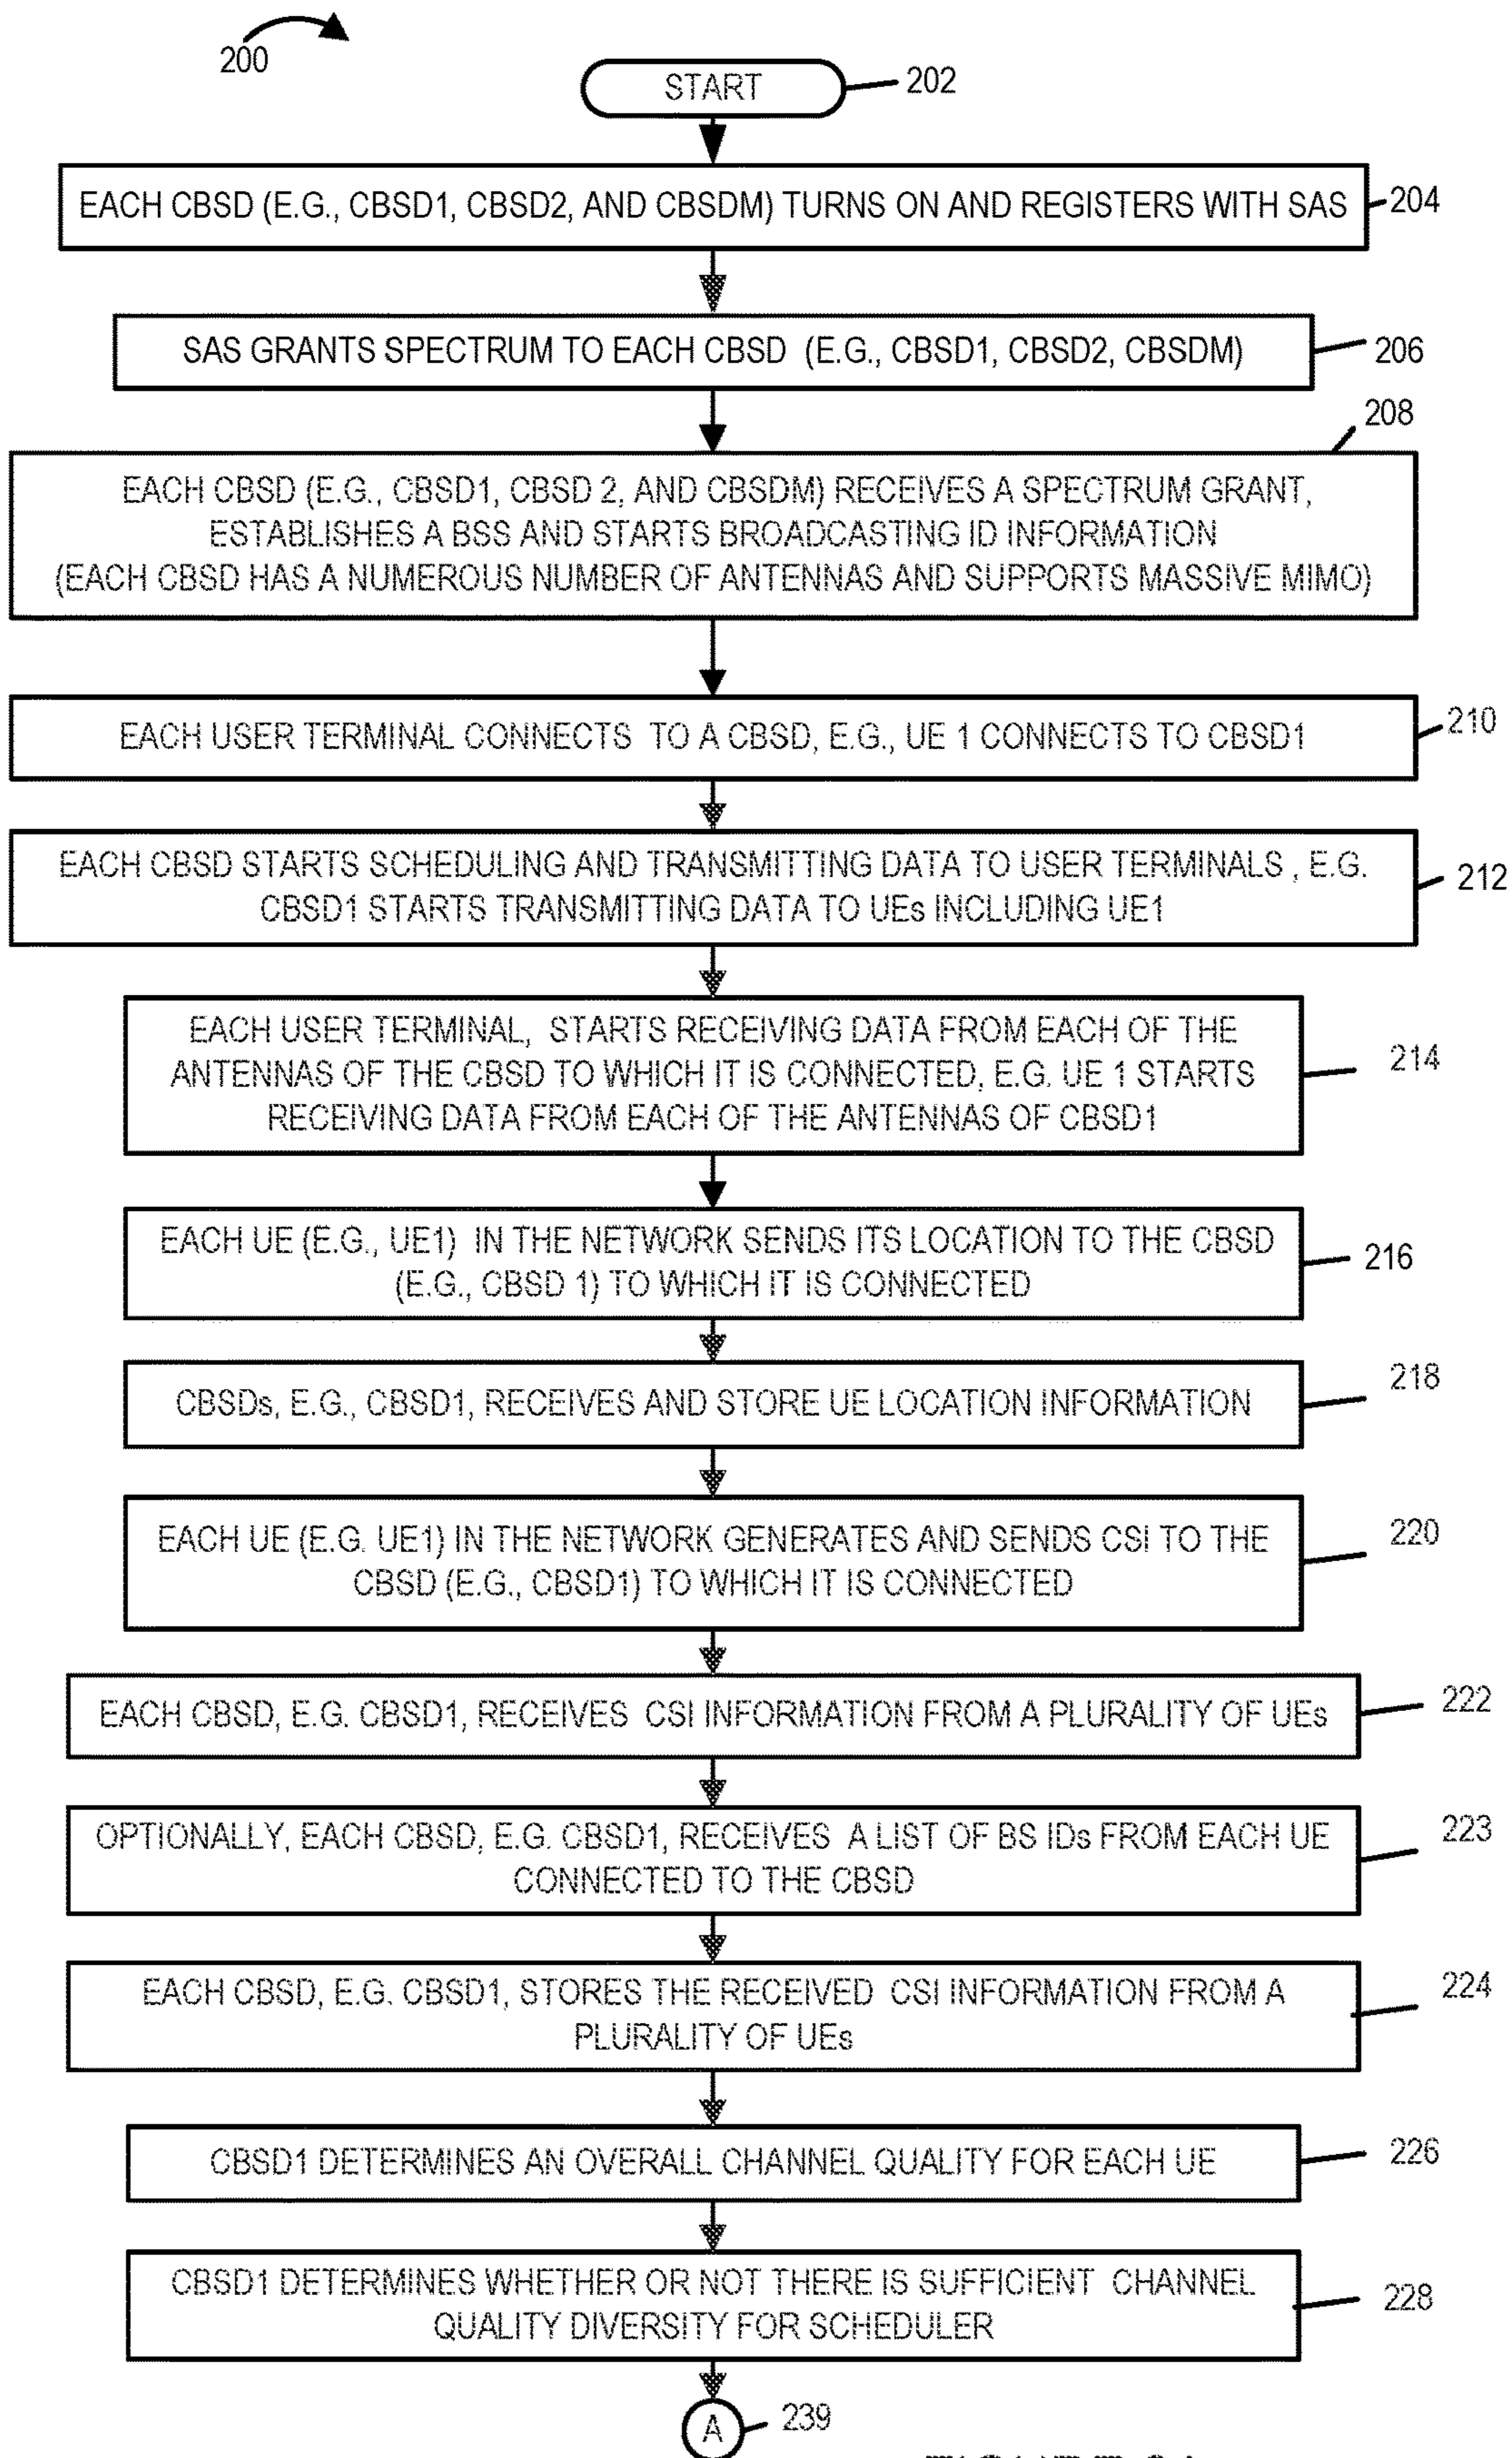 200
START
202
EACH CBSD (E.G., CBSD1, CBSD2, AND CBSDM) TURNS ON AND REGISTERS WITH SAS
204
SAS GRANTS SPECTRUM TO EACH CBSD (E.G., CBSD1, CBSD2, CBSDM)
206
208
EACH CBSD (E.G., CBSD1, CBSD 2, AND CBSDM) RECEIVES A SPECTRUM GRANT,
ESTABLISHES A BSS AND STARTS BROADCASTING ID INFORMATION
(EACH CBSD HAS A NUMEROUS NUMBER OF ANTENNAS AND SUPPORTS MASSIVE MIMO)
EACH USER TERMINAL CONNECTS TO A CBSD, E.G., UE 1 CONNECTS TO CBSD1
210
EACH CBSD STARTS SCHEDULING AND TRANSMITTING DATA TO USER TERMINALS , E.G.
CBSD1 STARTS TRANSMITTING DATA TO UEs INCLUDING UE1
212
EACH USER TERMINAL, STARTS RECEIVING DATA FROM EACH OF THE
ANTENNAS OF THE CBSD TO WHICH IT IS CONNECTED, E.G. UE 1 STARTS
RECEIVING DATA FROM EACH OF THE ANTENNAS OF CBSD1
214
EACH UE (E.G., UE1) IN THE NETWORK SENDS ITS LOCATION TO THE CBSD
(E.G., CBSD 1) TO WHICH IT IS CONNECTED
216
CBSDs, E.G., CBSD1, RECEIVES AND STORE UE LOCATION INFORMATION
218
EACH UE (E.G. UE1) IN THE NETWORK GENERATES AND SENDS CSI TO THE
CBSD (E.G., CBSD1) TO WHICH IT IS CONNECTED
220
EACH CBSD, E.G. CBSD1, RECEIVES CSI INFORMATION FROM A PLURALITY OF UEs
222
OPTIONALLY, EACH CBSD, E.G. CBSD1, RECEIVES A LIST OF BS IDs FROM EACH UE
CONNECTED TO THE CBSD
223
EACH CBSD, E.G. CBSD1, STORES THE RECEIVED CSI INFORMATION FROM A
PLURALITY OF UEs
224
CBSD1 DETERMINES AN OVERALL CHANNEL QUALITY FOR EACH UE
226
CBSD1 DETERMINES WHETHER OR NOT THERE IS SUFFICIENT CHANNEL
QUALITY DIVERSITY FOR SCHEDULER
228
A
239